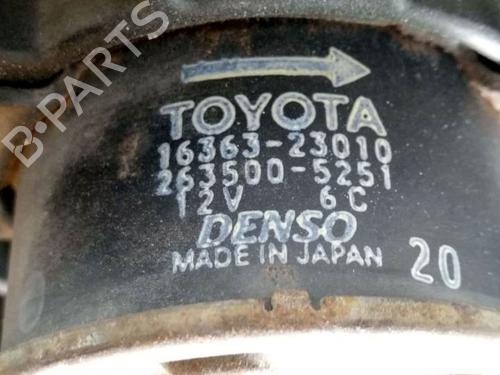 B-PARTS
TOYOTA
16363-23010
263500-5251
12V 6C
DENSO
MADE IN JAPAN 20